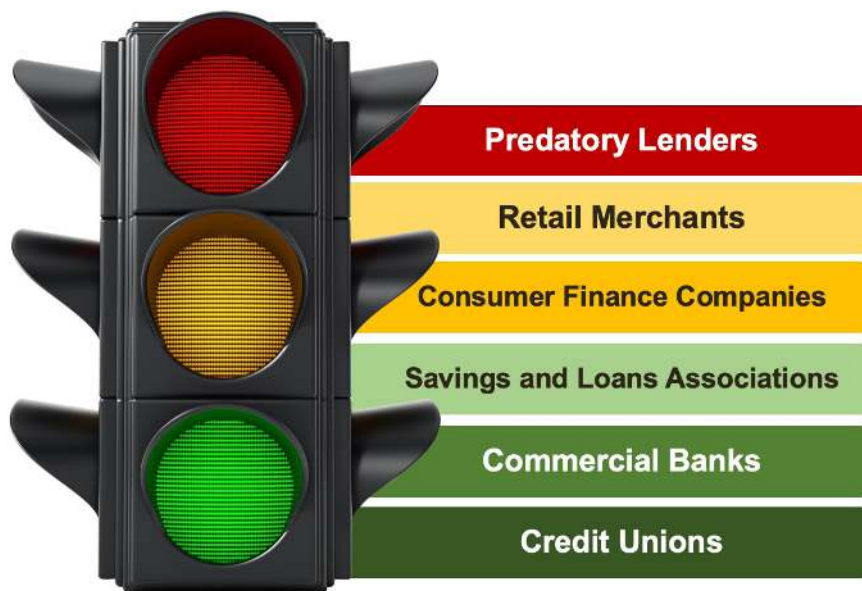 Predatory Lenders
Retail Merchants
Consumer Finance Companies
Savings and Loans Associations
Commercial Banks
Credit Unions